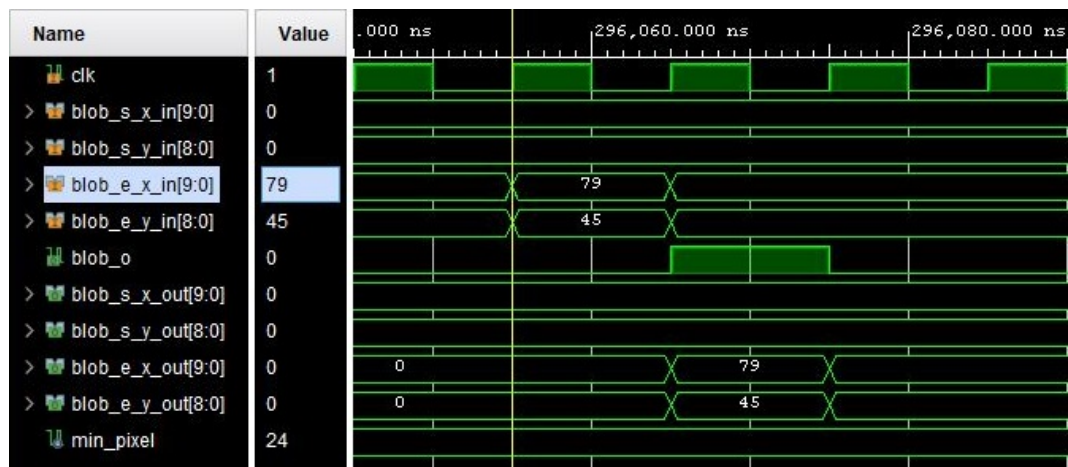 Name Value .000 ns 296,060.000 ns 296,080.000 ns
clk 1
blob_s_x_in[9:0] 0
blob_s_y_in[8:0] 0
blob_e_x_in[9:0] 79 79
blob_e_y_in[8:0] 45 45
blob_o 0
blob_s_x_out[9:0] 0
blob_s_y_out[8:0] 0
blob_e_x_out[9:0] 0 0 79
blob_e_y_out[8:0] 0 0 45
min_pixel 24